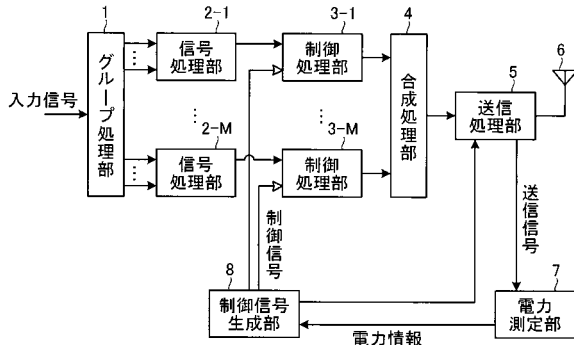 1
2-1
3-1
4
5
6
入力信号
グループ処理部
信号
処理部
制御
処理部
合成処理部
送信
処理部
…
…
…
…
2-M
3-M
信号
処理部
制御
処理部
制御信号
送信信号
8
7
制御信号
生成部
電力
測定部
電力情報